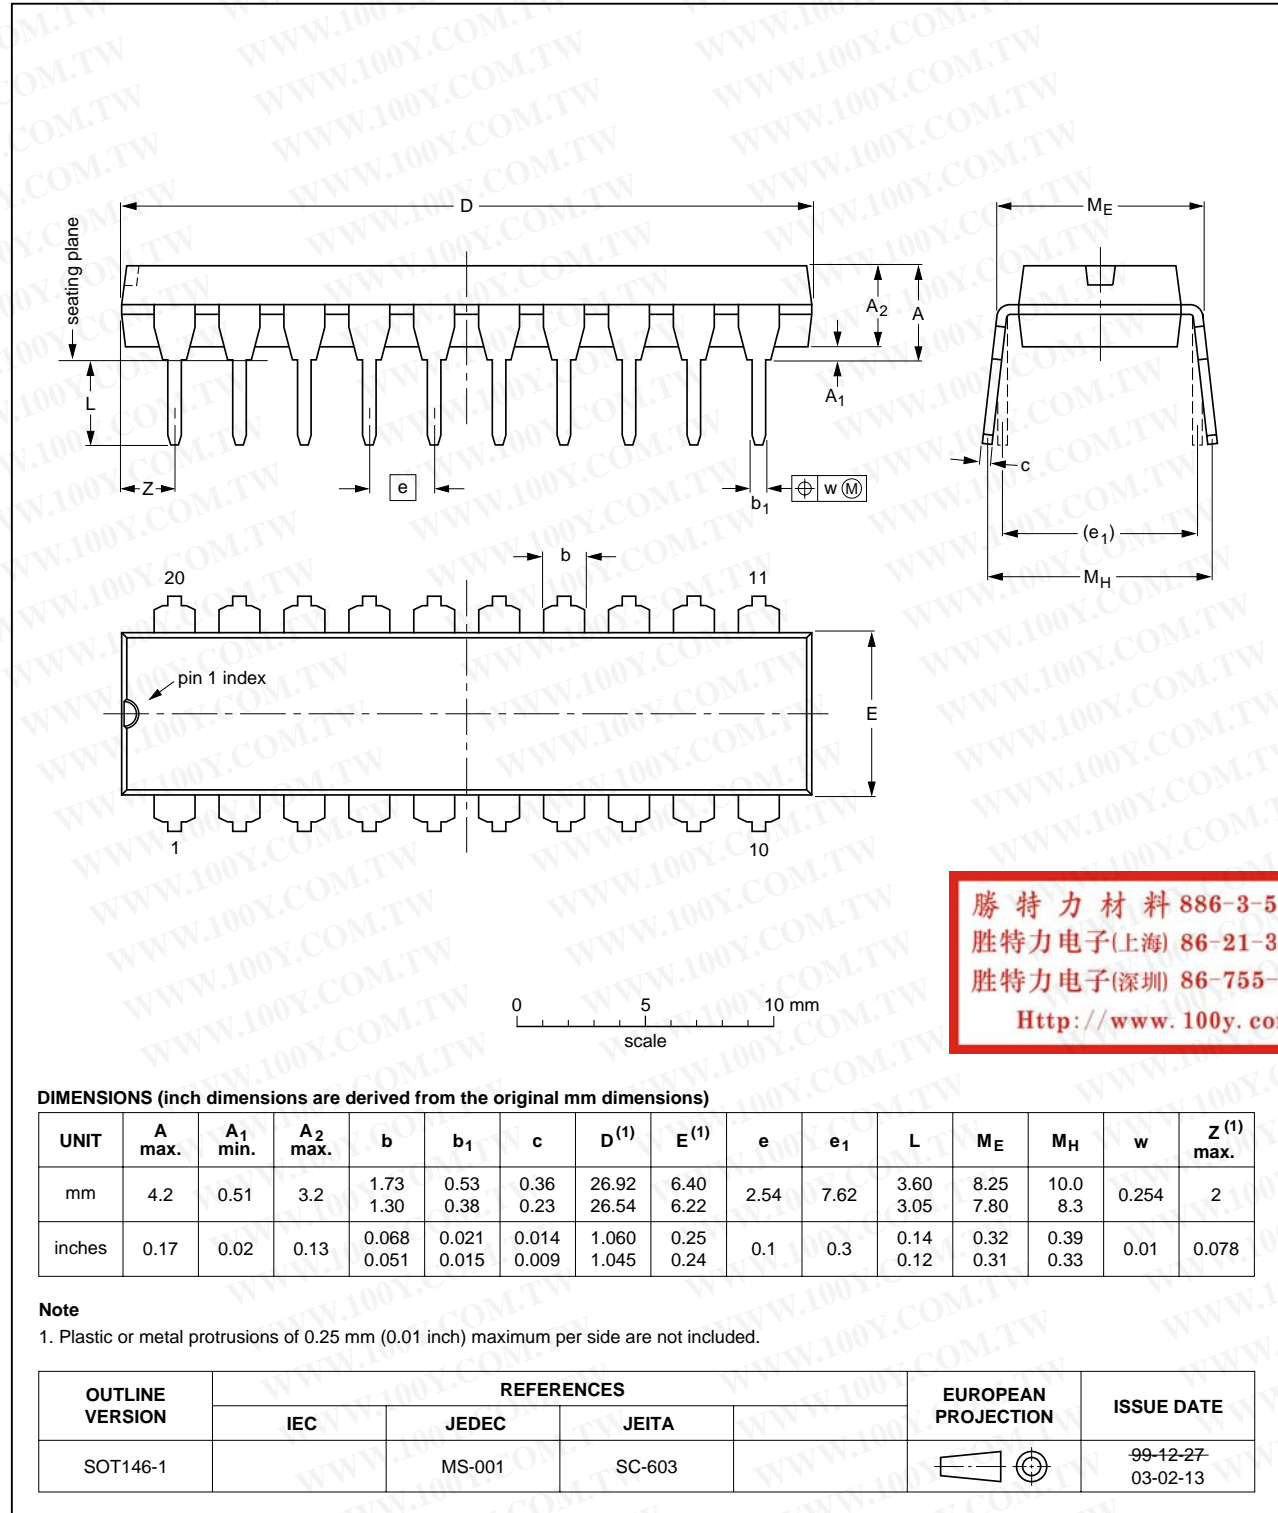 D
M_E
seating plane
A_2
A
L
A_1
Z
e
b_1
w M
c
(e_1)
M_H
b
20
11
pin 1 index
E
1
10
0 5 10 mm
scale
勝特力材料 886-3-5
胜特力电子(上海) 86-21-3
胜特力电子(深圳) 86-755-
Http://www.100y.co
DIMENSIONS (inch dimensions are derived from the original mm dimensions)
UNIT A max. A1 min. A2 max. b b1 c D(1) E(1) e e1 L ME MH w Z(1) max.
mm 4.2 0.51 3.2 1.73 1.30 0.53 0.38 0.36 0.23 26.92 26.54 6.40 6.22 2.54 7.62 3.60 3.05 8.25 7.80 10.0 8.3 0.254 2
inches 0.17 0.02 0.13 0.068 0.051 0.021 0.015 0.014 0.009 1.060 1.045 0.25 0.24 0.1 0.3 0.14 0.12 0.32 0.31 0.39 0.33 0.01 0.078
Note
1. Plastic or metal protrusions of 0.25 mm (0.01 inch) maximum per side are not included.
OUTLINE VERSION REFERENCES EUROPEAN PROJECTION ISSUE DATE
IEC JEDEC JEITA
SOT146-1 MS-001 SC-603 99-12-27
03-02-13
WWW.100Y.COM.TW